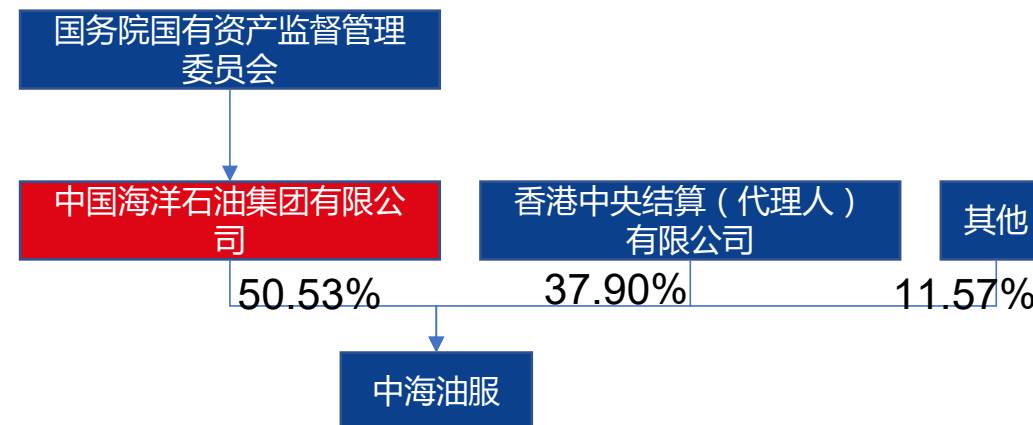 国务院国有资产监督管理
委员会
中国海洋石油集团有限公
司
香港中央结算（代理人）
有限公司
其他
50.53%
37.90%
11.57%
中海油服